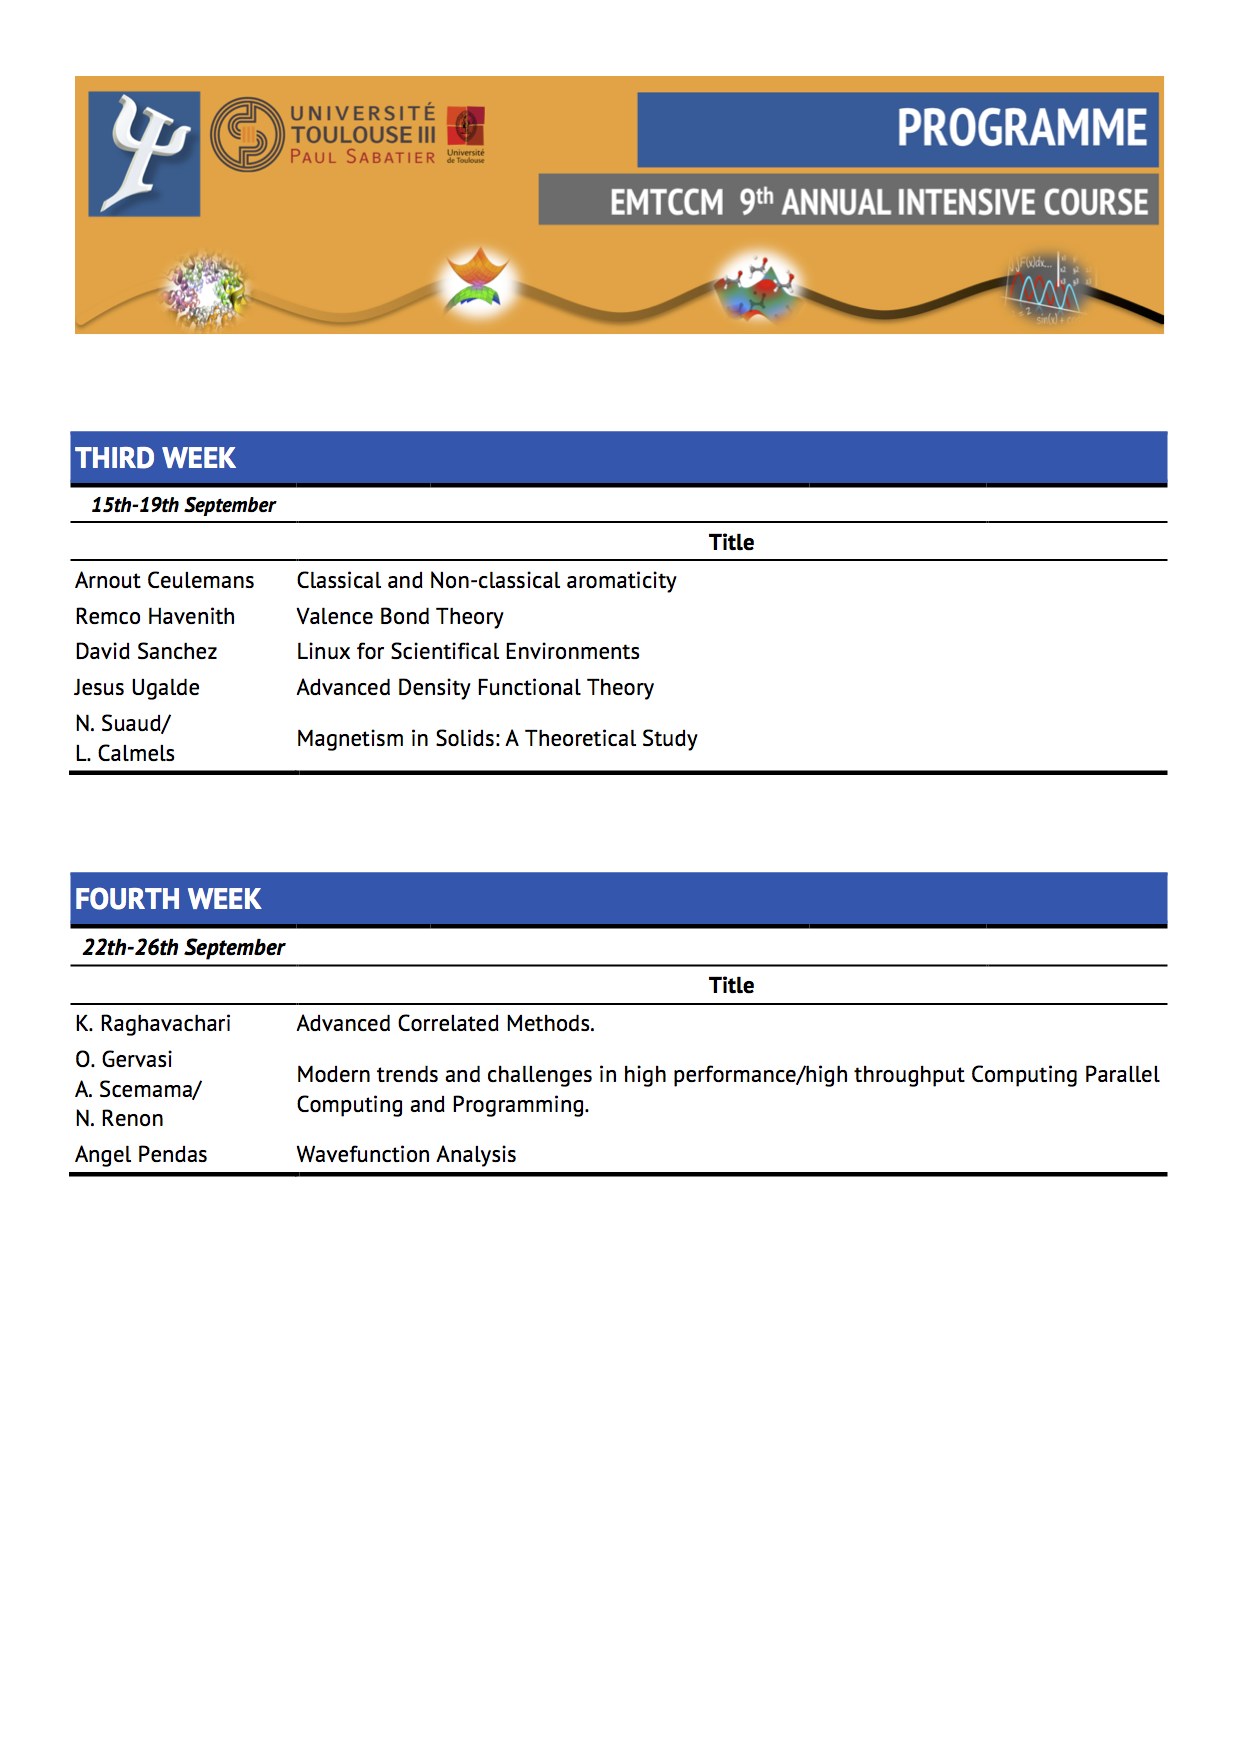 UNIVERSITÉ
TOULOUSE III
PAUL SABATIER
Université
de Toulouse
PROGRAMME
EMTCCM 9th ANNUAL INTENSIVE COURSE
THIRD WEEK
15th-19th September
Title
Arnout Ceulemans Classical and Non-classical aromaticity
Remco Havenith Valence Bond Theory
David Sanchez Linux for Scientifical Environments
Jesus Ugalde Advanced Density Functional Theory
N. Suaud/
L. Calmels
Magnetism in Solids: A Theoretical Study
FOURTH WEEK
22th-26th September
Title
K. Raghavachari Advanced Correlated Methods.
O. Gervasi
A. Scemama/
N. Renon
Modern trends and challenges in high performance/high throughput Computing Parallel
Computing and Programming.
Angel Pendas Wavefunction Analysis